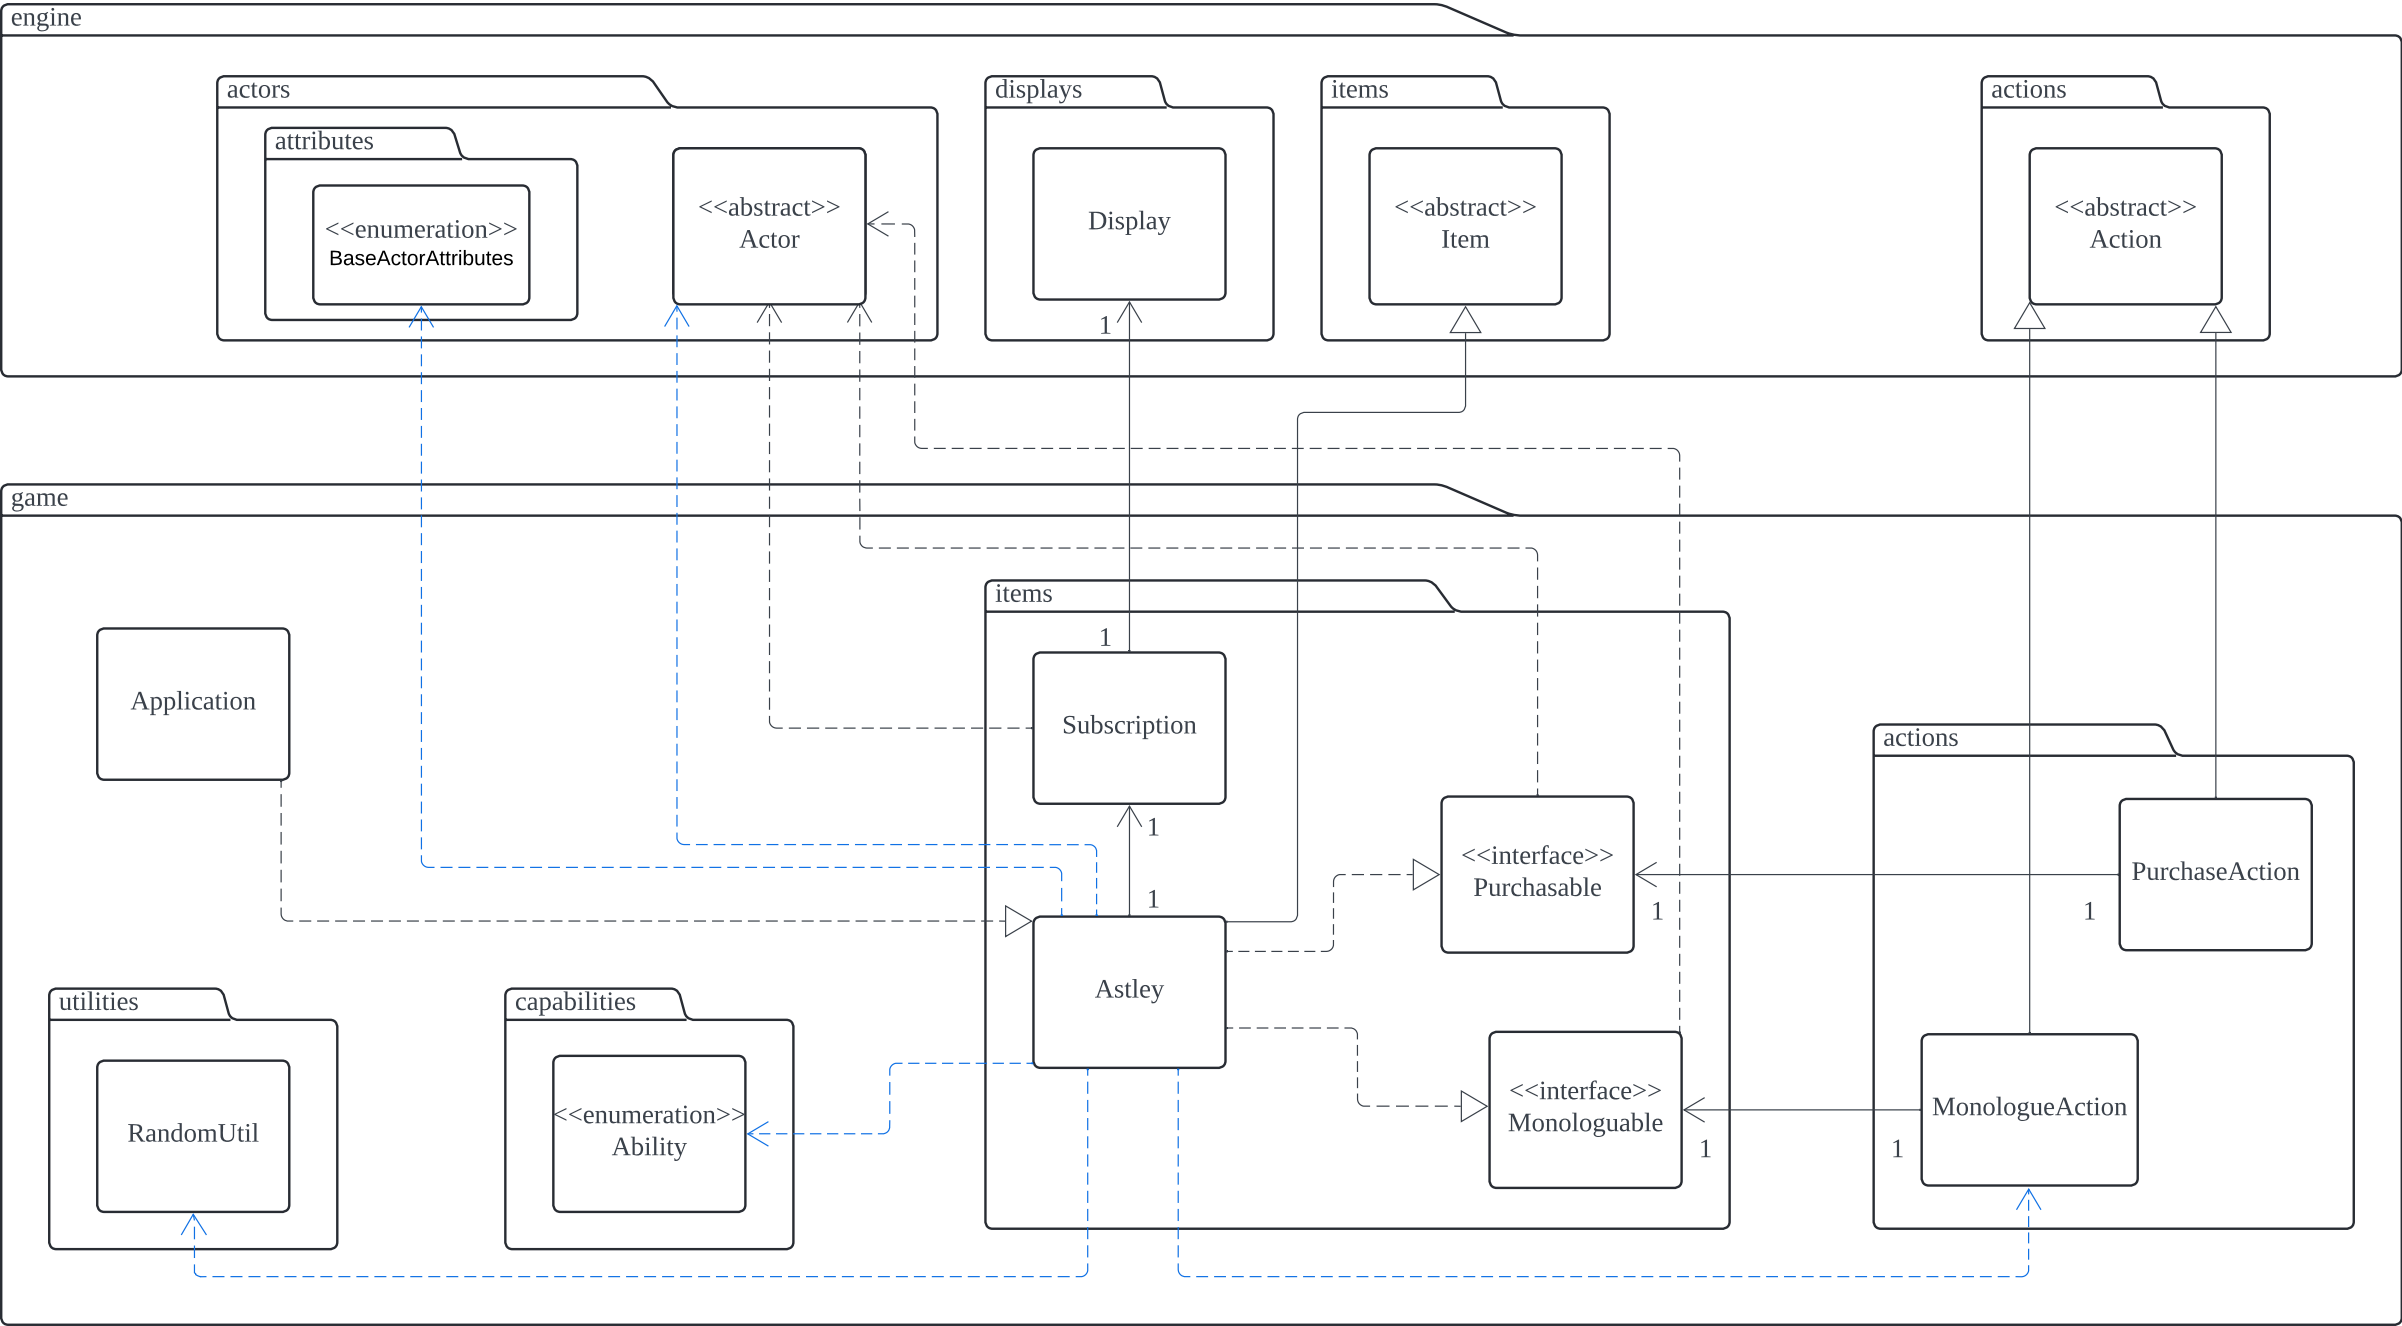 engine
actors
displays
items
actions
attributes
<<enumeration>>
BaseActorAttributes
<<abstract>>
Actor
Display
<<abstract>>
Item
<<abstract>>
Action
1
game
items
1
Application
Subscription
actions
1
<<interface>>
Purchasable
PurchaseAction
1
1
1
Astley
utilities
capabilities
<<interface>>
Monologuable
MonologueAction
RandomUtil
<<enumeration>>
Ability
1
1